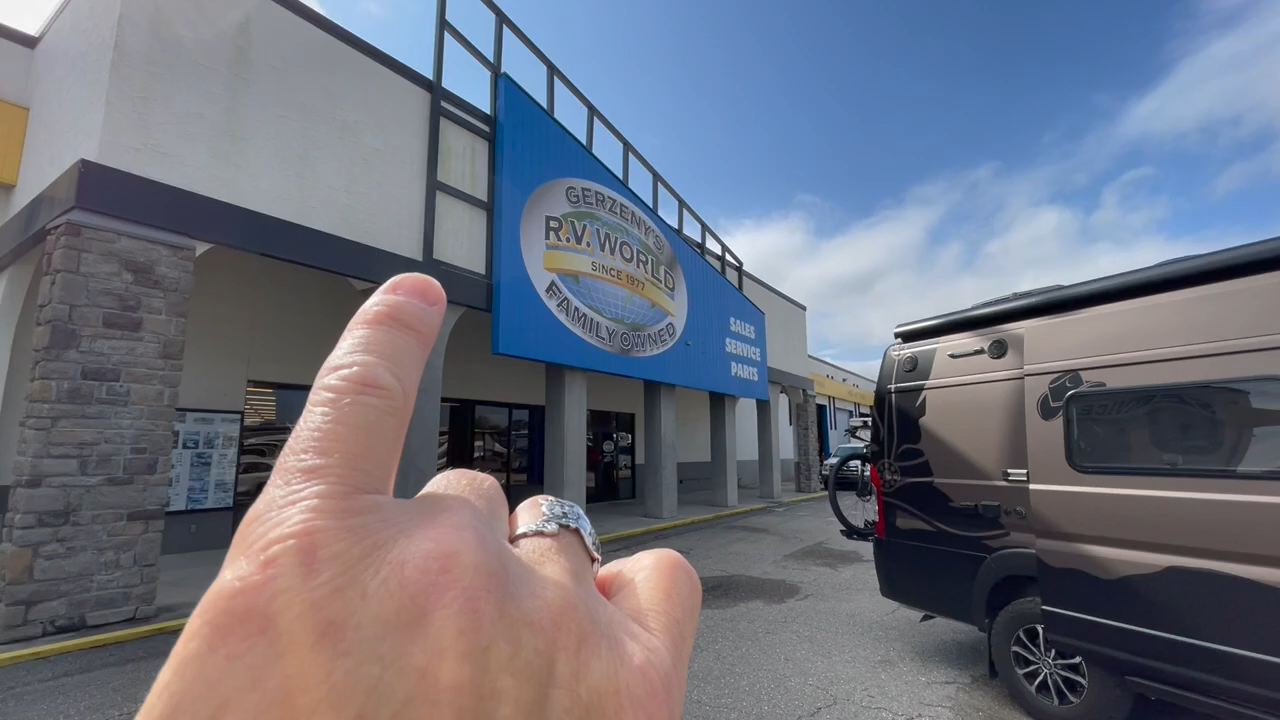 GERZENY'S
R.V. WORLD
SINCE 1977
FAMILY OWNED
SALES
SERVICE
PARTS